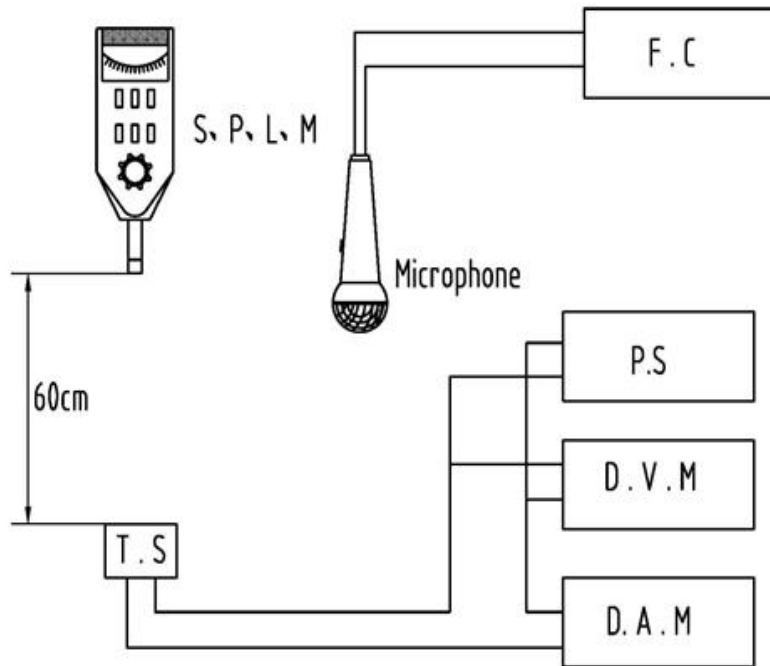 F.C
S、P、L、M
Microphone
P.S
60cm
D.V.M
T.S
D.A.M